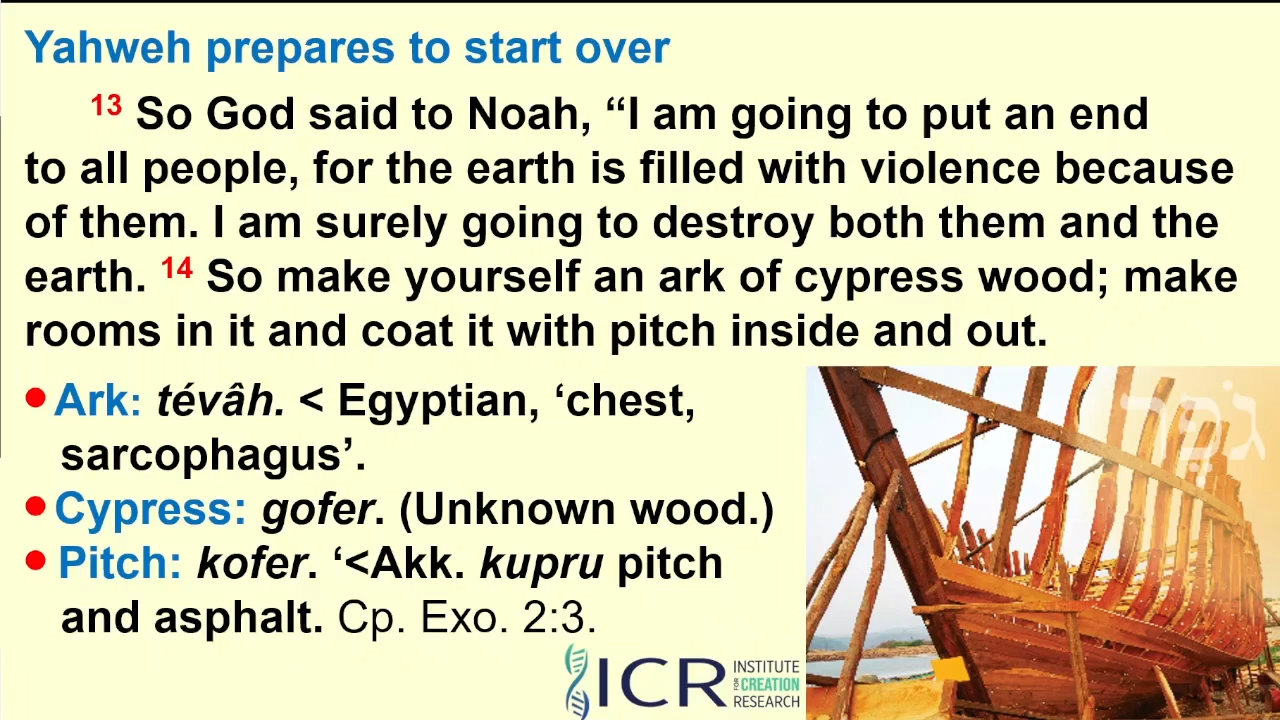 Yahweh prepares to start over
13 So God said to Noah, “I am going to put an end
to all people, for the earth is filled with violence because
of them. I am surely going to destroy both them and the
earth. 14 So make yourself an ark of cypress wood; make
rooms in it and coat it with pitch inside and out.
• Ark: tévâh. < Egyptian, ‘chest,
sarcophagus’.
• Cypress: gofer. (Unknown wood.)
• Pitch: kofer. ‘<Akk. kupru pitch
and asphalt. Cp. Exo. 2:3.
גֹפֶר
ICR INSTITUTE
FOR CREATION
RESEARCH